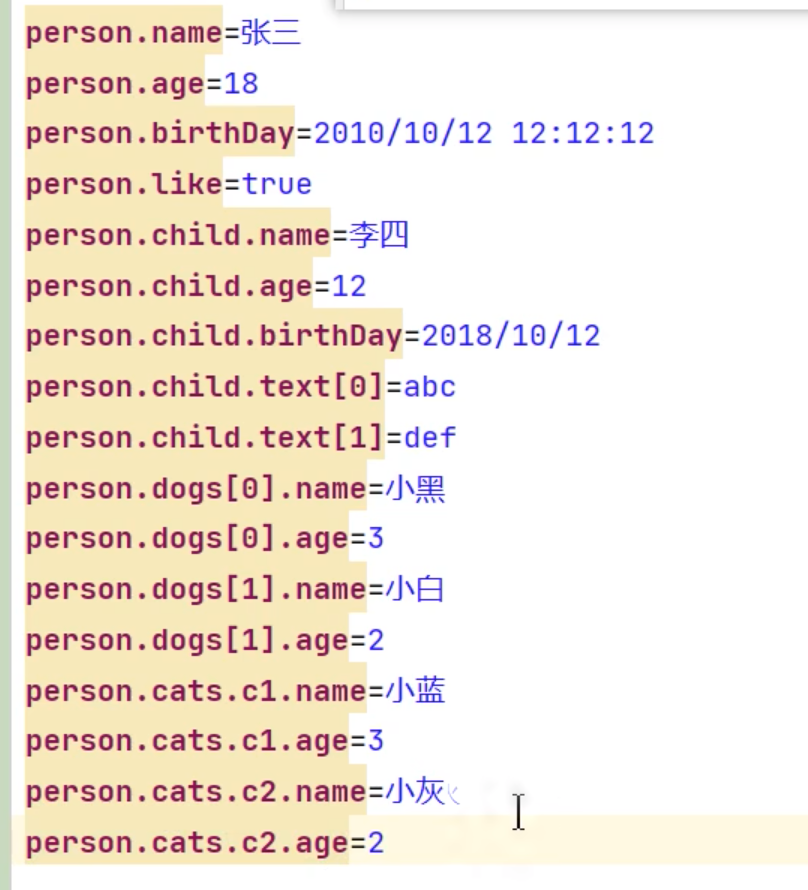 person.name=张三
person.age=18
person.birthDay=2010/10/12 12:12:12
person.like=true
person.child.name=李四
person.child.age=12
person.child.birthDay=2018/10/12
person.child.text[0]=abc
person.child.text[1]=def
person.dogs[0].name=小黑
person.dogs[0].age=3
person.dogs[1].name=小白
person.dogs[1].age=2
person.cats.c1.name=小蓝
person.cats.c1.age=3
person.cats.c2.name=小灰
person.cats.c2.age=2